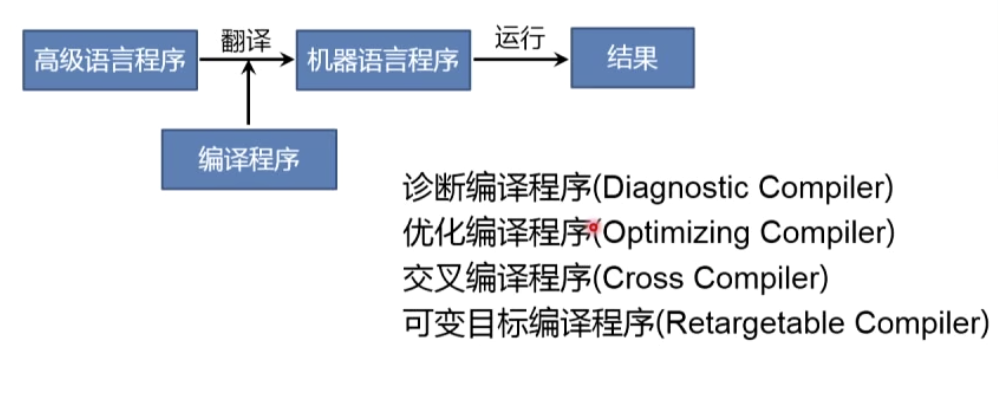 高级语言程序
翻译
机器语言程序
运行
结果
编译程序
诊断编译程序(Diagnostic Compiler)
优化编译程序(Optimizing Compiler)
交叉编译程序(Cross Compiler)
可变目标编译程序(Retargetable Compiler)